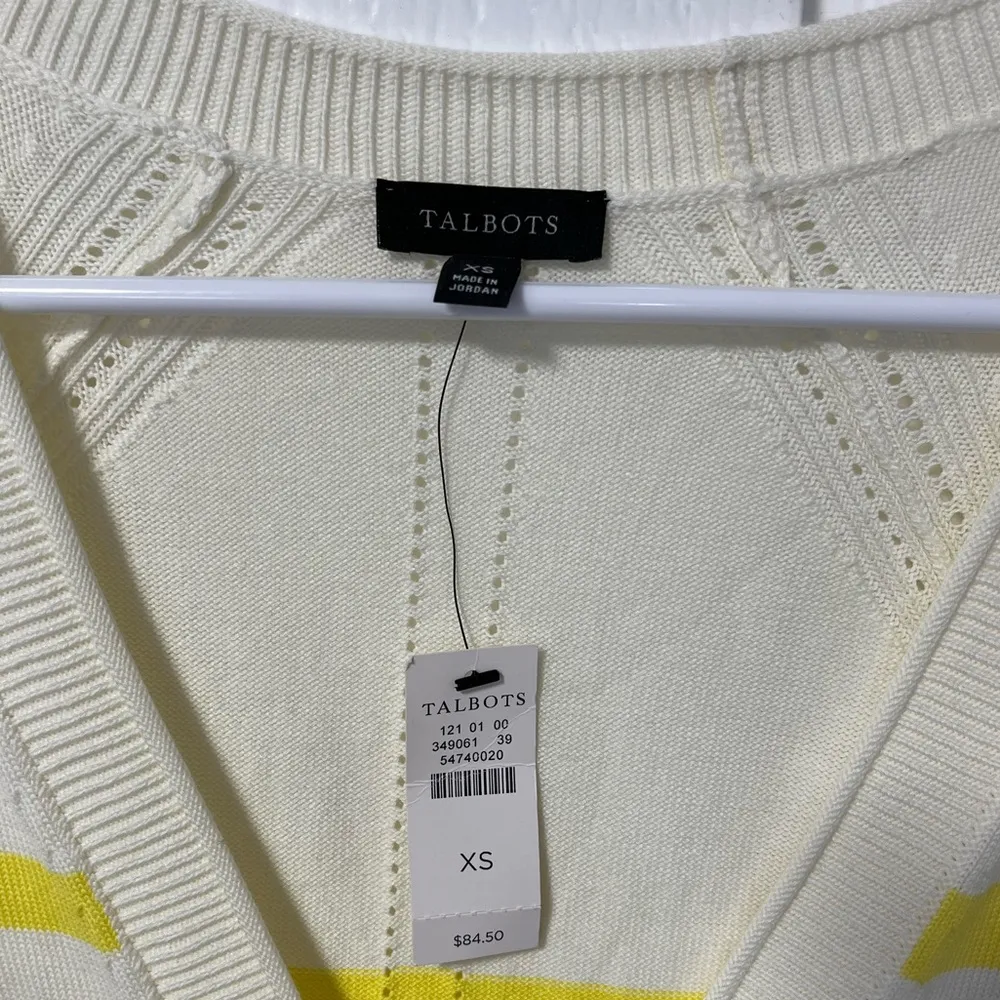 TALBOTS
XS
MADE IN
JORDAN
TALBOTS
121 01 00
349061 39
54740020
XS
$84.50